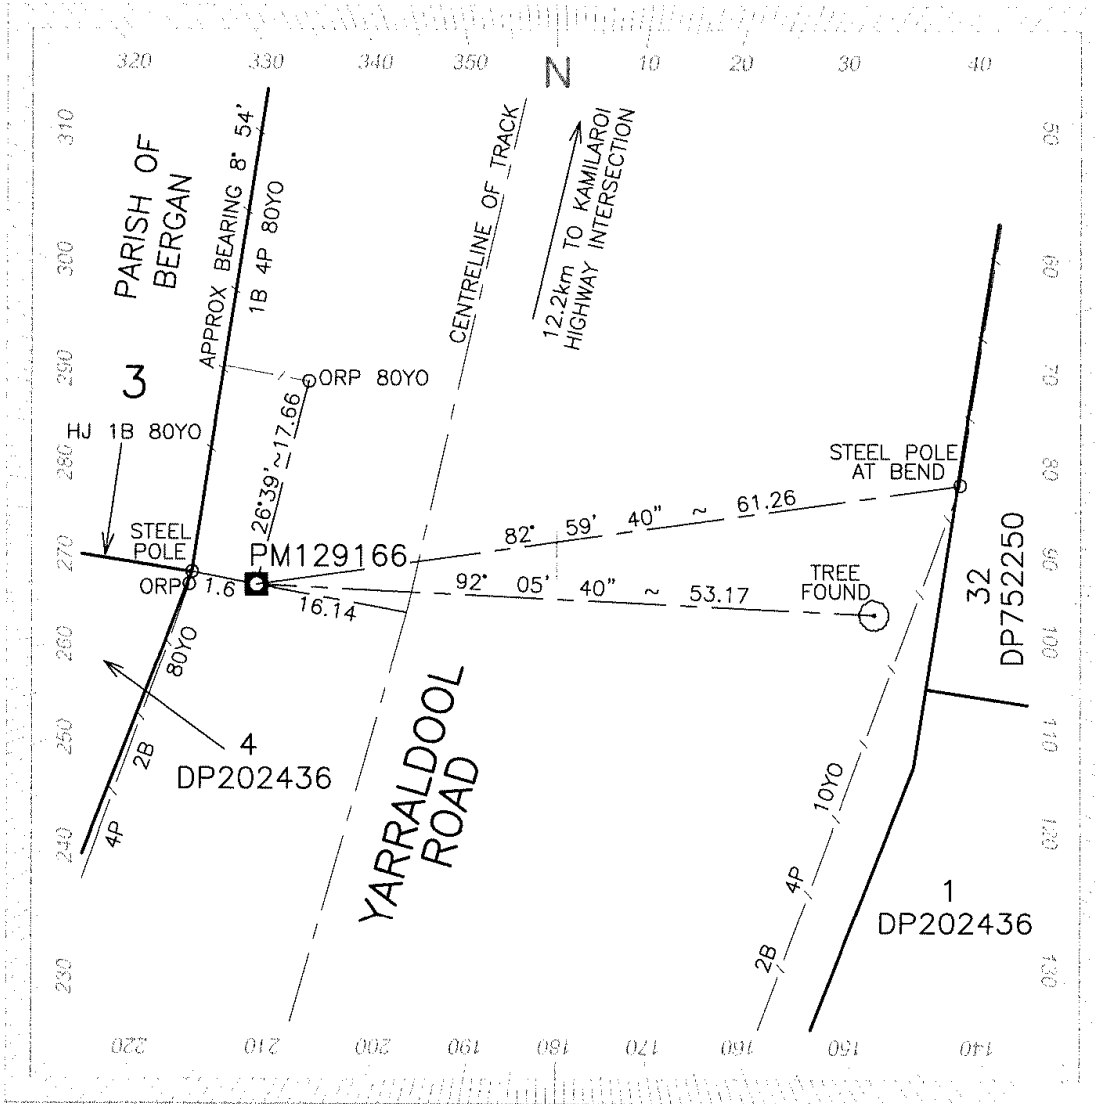 320 330 340 350 N 10 20 30 40
310
300
290
280
270
260
250
240
230
50
60
70
80
90
100
110
120
130
PARISH OF
BERGAN
APPROX BEARING 8° 54'
1B 4P 80YO
CENTRELINE OF TRACK
12.2km TO KAMILAROI
HIGHWAY INTERSECTION
3
HJ 1B 80YO
ORP 80YO
26°39'~17.66
STEEL POLE
AT BEND
STEEL
POLE
ORP
1.6
PM129166
82° 59' 40" ~ 61.26
92° 05' 40" ~ 53.17
16.14
TREE
FOUND
32
DP752250
80YO
2B
4P
4
DP202436
YARRALDOOL
ROAD
10YO
4P
2B
1
DP202436
220 210 200 190 180 170 160 150 140